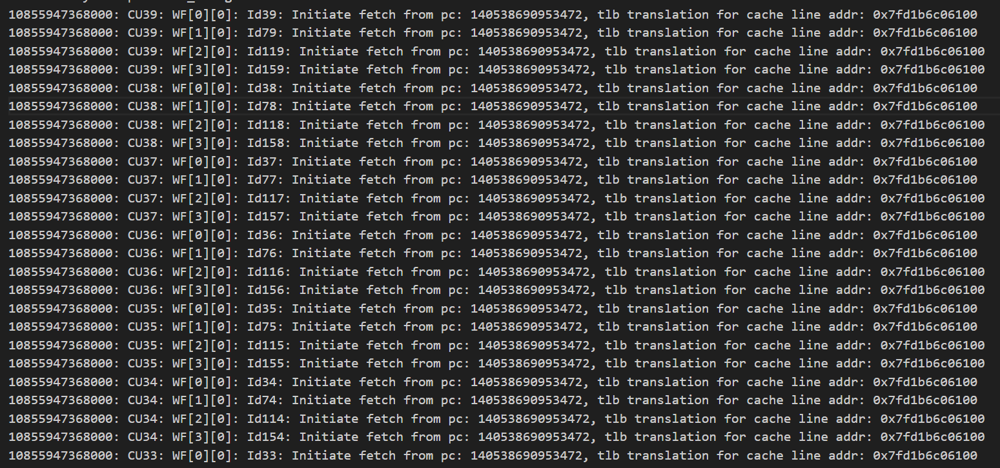 10855947368000: CU39: WF[0][0]: Id39: Initiate fetch from pc: 140538690953472, tlb translation for cache line addr: 0x7fd1b6c06100
10855947368000: CU39: WF[1][0]: Id79: Initiate fetch from pc: 140538690953472, tlb translation for cache line addr: 0x7fd1b6c06100
10855947368000: CU39: WF[2][0]: Id119: Initiate fetch from pc: 140538690953472, tlb translation for cache line addr: 0x7fd1b6c06100
10855947368000: CU39: WF[3][0]: Id159: Initiate fetch from pc: 140538690953472, tlb translation for cache line addr: 0x7fd1b6c06100
10855947368000: CU38: WF[0][0]: Id38: Initiate fetch from pc: 140538690953472, tlb translation for cache line addr: 0x7fd1b6c06100
10855947368000: CU38: WF[1][0]: Id78: Initiate fetch from pc: 140538690953472, tlb translation for cache line addr: 0x7fd1b6c06100
10855947368000: CU38: WF[2][0]: Id118: Initiate fetch from pc: 140538690953472, tlb translation for cache line addr: 0x7fd1b6c06100
10855947368000: CU38: WF[3][0]: Id158: Initiate fetch from pc: 140538690953472, tlb translation for cache line addr: 0x7fd1b6c06100
10855947368000: CU37: WF[0][0]: Id37: Initiate fetch from pc: 140538690953472, tlb translation for cache line addr: 0x7fd1b6c06100
10855947368000: CU37: WF[1][0]: Id77: Initiate fetch from pc: 140538690953472, tlb translation for cache line addr: 0x7fd1b6c06100
10855947368000: CU37: WF[2][0]: Id117: Initiate fetch from pc: 140538690953472, tlb translation for cache line addr: 0x7fd1b6c06100
10855947368000: CU37: WF[3][0]: Id157: Initiate fetch from pc: 140538690953472, tlb translation for cache line addr: 0x7fd1b6c06100
10855947368000: CU36: WF[0][0]: Id36: Initiate fetch from pc: 140538690953472, tlb translation for cache line addr: 0x7fd1b6c06100
10855947368000: CU36: WF[1][0]: Id76: Initiate fetch from pc: 140538690953472, tlb translation for cache line addr: 0x7fd1b6c06100
10855947368000: CU36: WF[2][0]: Id116: Initiate fetch from pc: 140538690953472, tlb translation for cache line addr: 0x7fd1b6c06100
10855947368000: CU36: WF[3][0]: Id156: Initiate fetch from pc: 140538690953472, tlb translation for cache line addr: 0x7fd1b6c06100
10855947368000: CU35: WF[0][0]: Id35: Initiate fetch from pc: 140538690953472, tlb translation for cache line addr: 0x7fd1b6c06100
10855947368000: CU35: WF[1][0]: Id75: Initiate fetch from pc: 140538690953472, tlb translation for cache line addr: 0x7fd1b6c06100
10855947368000: CU35: WF[2][0]: Id115: Initiate fetch from pc: 140538690953472, tlb translation for cache line addr: 0x7fd1b6c06100
10855947368000: CU35: WF[3][0]: Id155: Initiate fetch from pc: 140538690953472, tlb translation for cache line addr: 0x7fd1b6c06100
10855947368000: CU34: WF[0][0]: Id34: Initiate fetch from pc: 140538690953472, tlb translation for cache line addr: 0x7fd1b6c06100
10855947368000: CU34: WF[1][0]: Id74: Initiate fetch from pc: 140538690953472, tlb translation for cache line addr: 0x7fd1b6c06100
10855947368000: CU34: WF[2][0]: Id114: Initiate fetch from pc: 140538690953472, tlb translation for cache line addr: 0x7fd1b6c06100
10855947368000: CU34: WF[3][0]: Id154: Initiate fetch from pc: 140538690953472, tlb translation for cache line addr: 0x7fd1b6c06100
10855947368000: CU33: WF[0][0]: Id33: Initiate fetch from pc: 140538690953472, tlb translation for cache line addr: 0x7fd1b6c06100